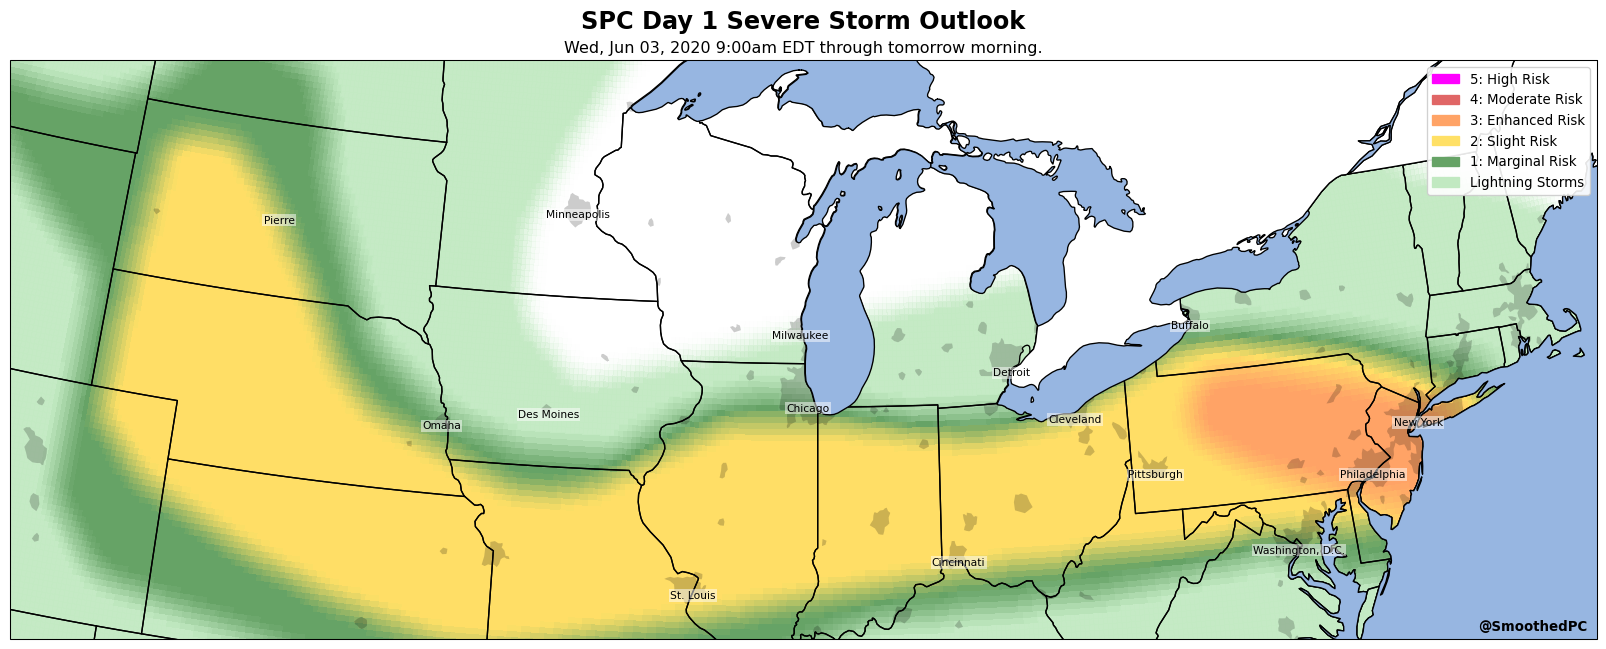 SPC Day 1 Severe Storm Outlook
Wed, Jun 03, 2020 9:00am EDT through tomorrow morning.
5: High Risk
4: Moderate Risk
3: Enhanced Risk
2: Slight Risk
1: Marginal Risk
Lightning Storms
Minneapolis
Pierre
Buffalo
Milwaukee
Detroit
Chicago
Des Moines
Cleveland
New York
Omaha
Pittsburgh
Philadelphia
Washington, D.C.
Cincinnati
St. Louis
@SmoothedPC